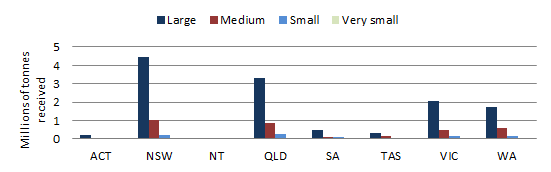 Large Medium Small Very small
Millions of tonnes
received
5
4
3
2
1
0
ACT NSW NT QLD SA TAS VIC WA